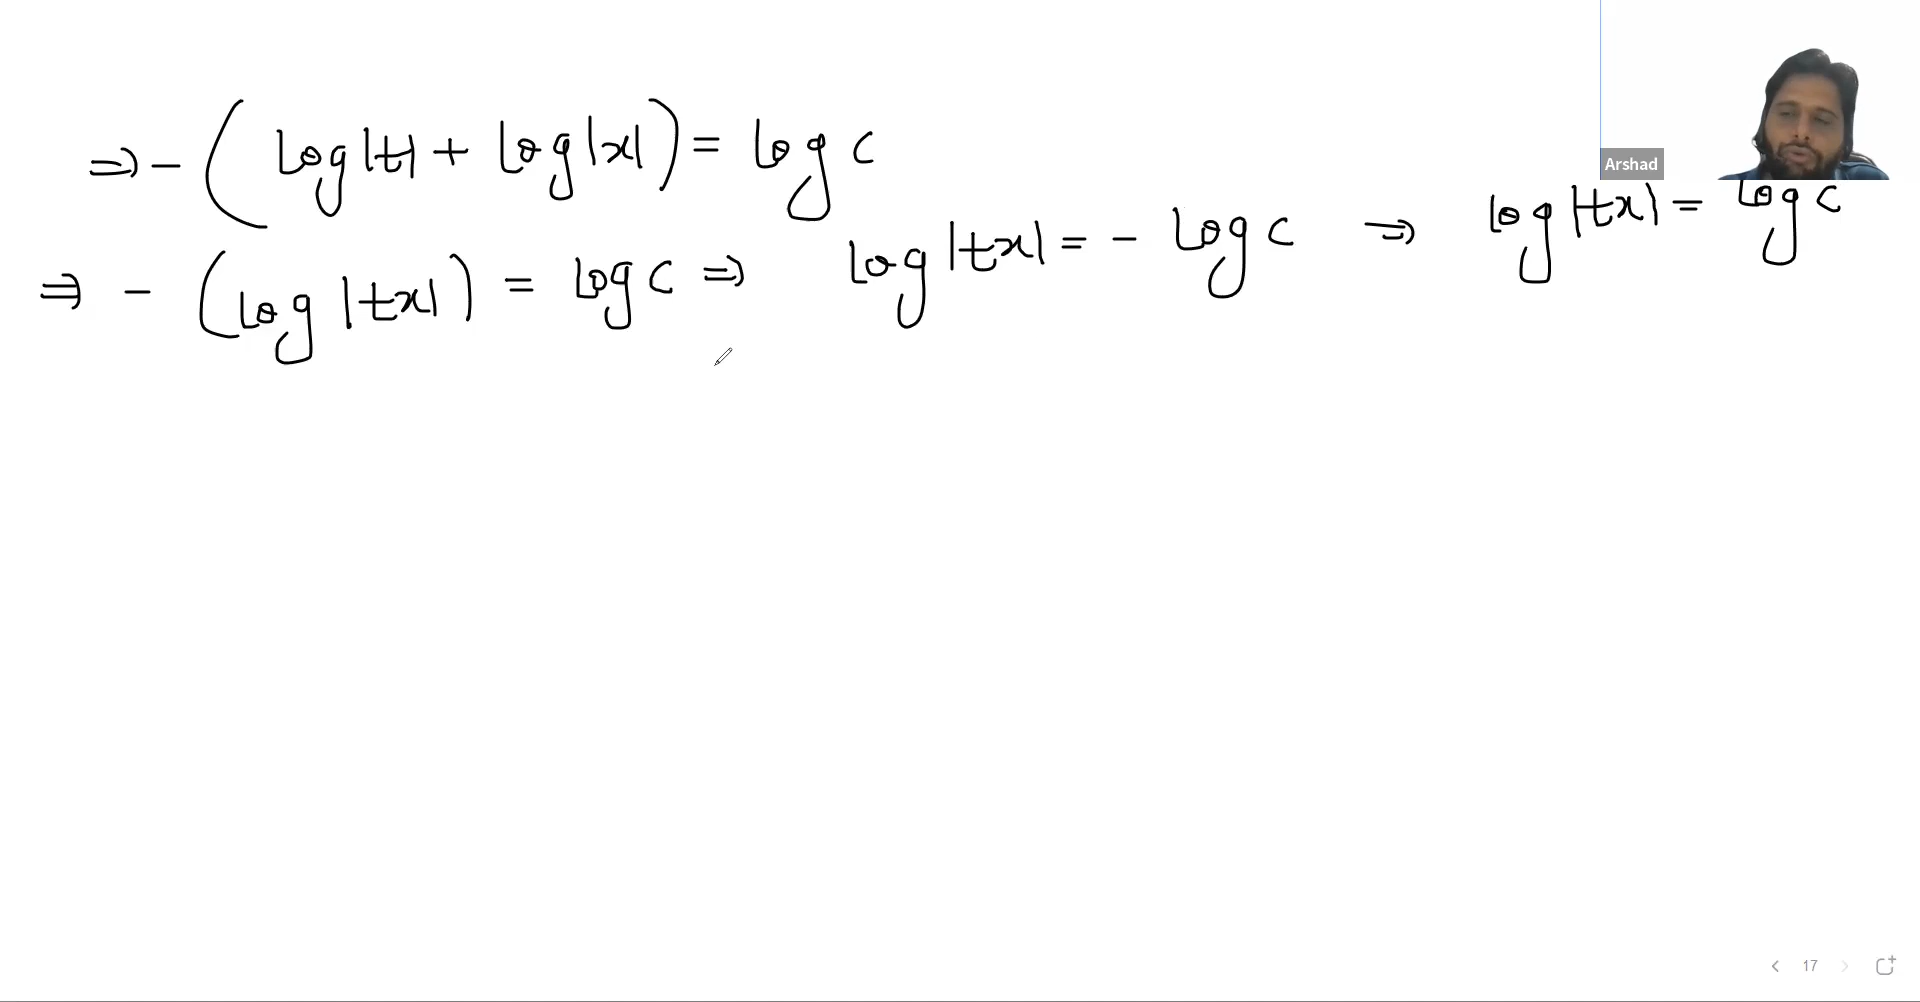 ⇒ - (log|t| + log|x|) = log c
Arshad
⇒ - (log|tx|) = log c ⇒ log|tx| = - log c ⇒ log|tx| = log c
17